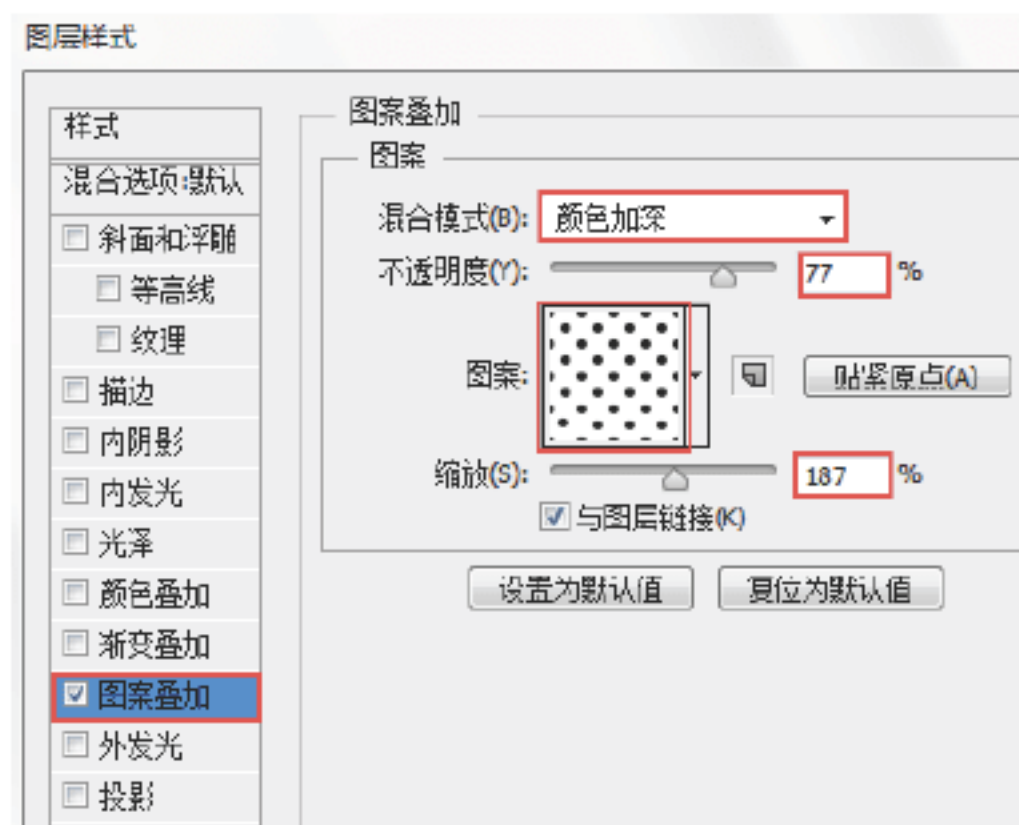 图层样式
样式
混合选项:默认
斜面和浮雕
等高线
纹理
描边
内阴影
内发光
光泽
颜色叠加
渐变叠加
图案叠加
外发光
投影
图案叠加
图案
混合模式(B): 颜色加深
不透明度(Y): 77 %
图案: 贴紧原点(A)
缩放(S): 187 %
与图层链接(K)
设置为默认值 复位为默认值